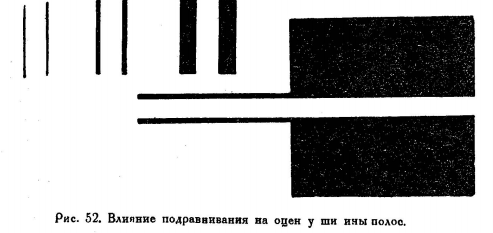 Рис. 52. Влияние подравнивания на оцен у ши ины полос.